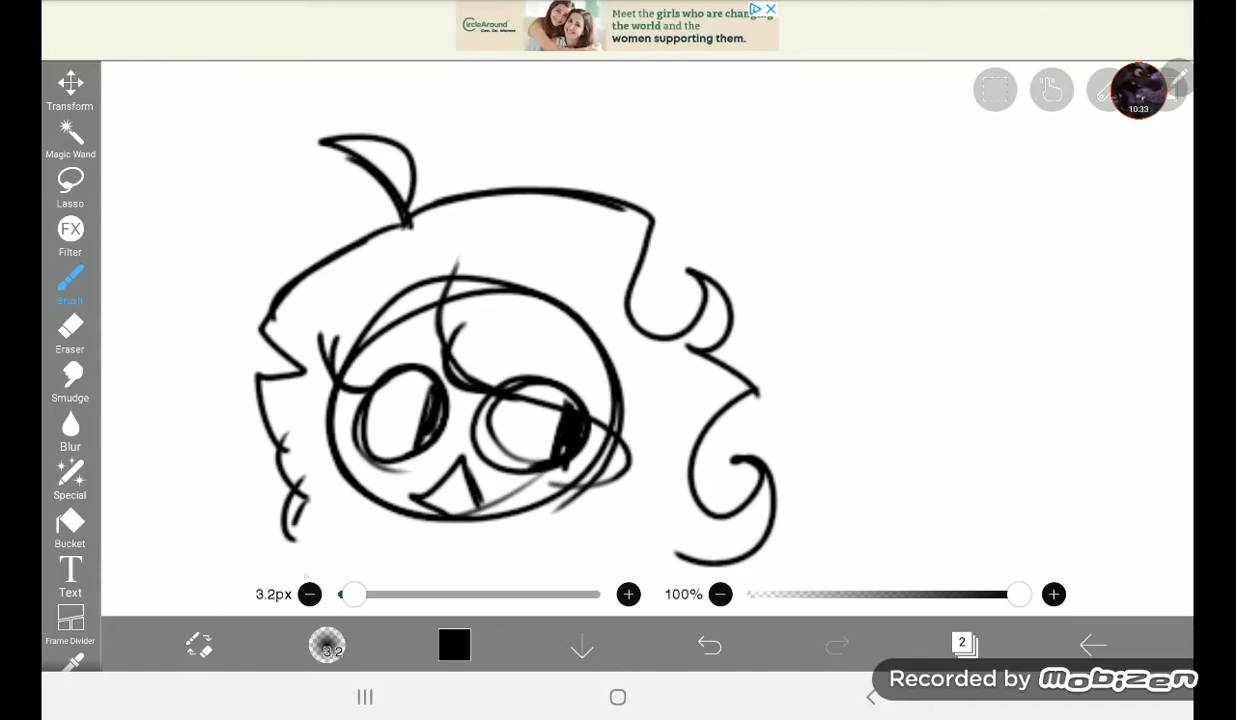 CircleAround
Meet the girls who are chan
the world and the
women supporting them.
Transform
Magic Wand
Lasso
FX
Filter
Brush
Eraser
Smudge
Blur
Special
Bucket
T
Text
Frame Divider
10:33
3.2px
100%
3.2
2
Recorded by mobizen